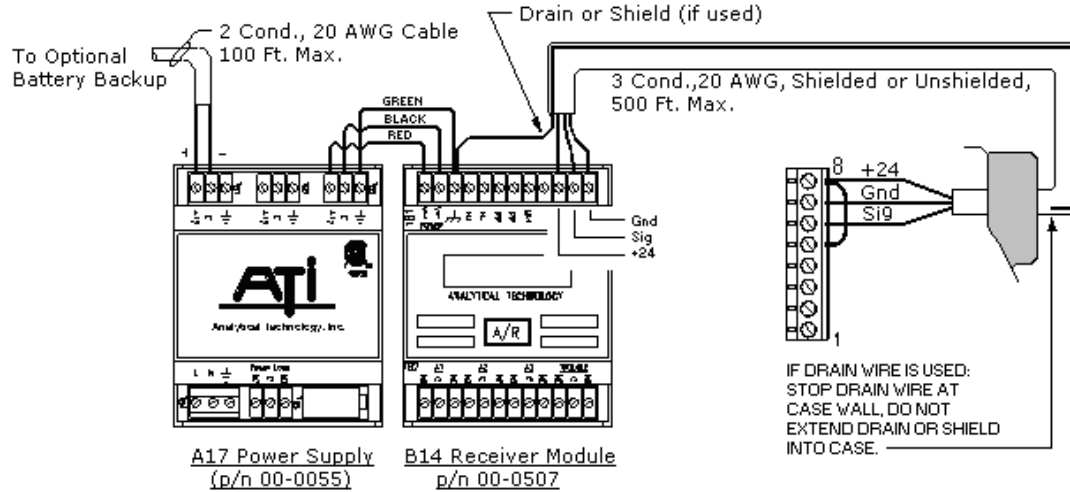 Drain or Shield (if used)
2 Cond., 20 AWG Cable
100 Ft. Max.
To Optional
Battery Backup
3 Cond.,20 AWG, Shielded or Unshielded,
500 Ft. Max.
GREEN
BLACK
RED
+ −
8
+24
Gnd
Sig
1
Gnd
Sig
+24
ATi
Analytical Technology, Inc.
ANALYTICAL TECHNOLOGY
A/R
L N
IF DRAIN WIRE IS USED:
STOP DRAIN WIRE AT
CASE WALL, DO NOT
EXTEND DRAIN OR SHIELD
INTO CASE.
A17 Power Supply
(p/n 00-0055)
B14 Receiver Module
p/n 00-0507